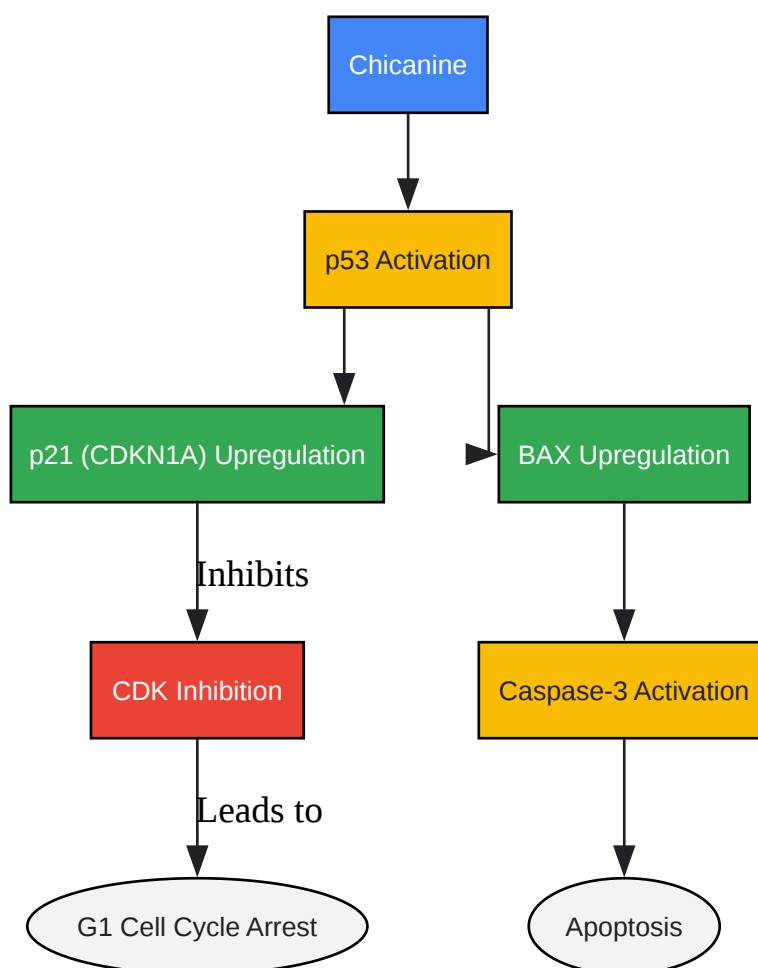 Chicanine
p53 Activation
p21 (CDKN1A) Upregulation
BAX Upregulation
Inhibits
CDK Inhibition
Caspase-3 Activation
Leads to
G1 Cell Cycle Arrest
Apoptosis